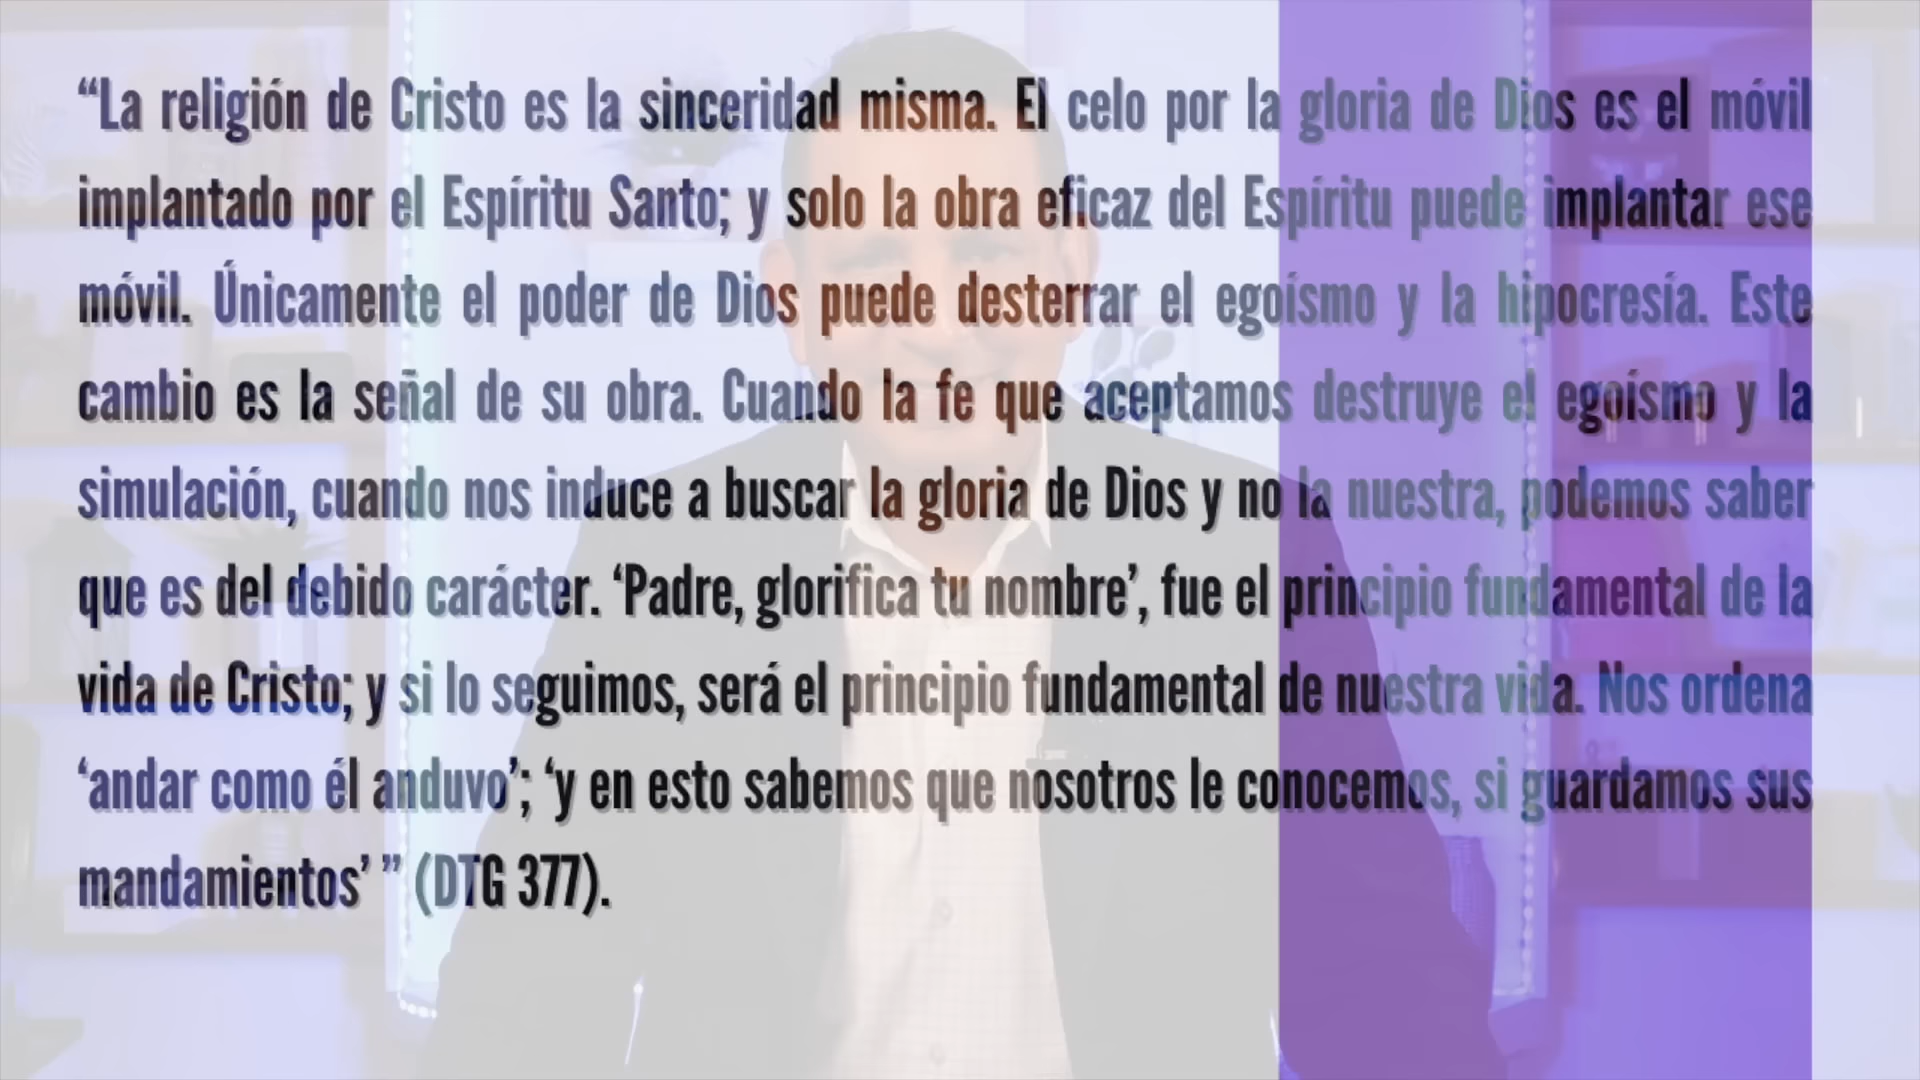 “La religión de Cristo es la sinceridad misma. El celo por la gloria de Dios es el móvil
implantado por el Espíritu Santo; y solo la obra eficaz del Espíritu puede implantar ese
móvil. Únicamente el poder de Dios puede desterrar el egoísmo y la hipocresía. Este
cambio es la señal de su obra. Cuando la fe que aceptamos destruye el egoísmo y la
simulación, cuando nos induce a buscar la gloria de Dios y no la nuestra, podemos saber
que es del debido carácter. ‘Padre, glorifica tu nombre’, fue el principio fundamental de la
vida de Cristo; y si lo seguimos, será el principio fundamental de nuestra vida. Nos ordena
‘andar como él anduvo’; ‘y en esto sabemos que nosotros le conocemos, si guardamos sus
mandamientos’ ” (DTG 377).